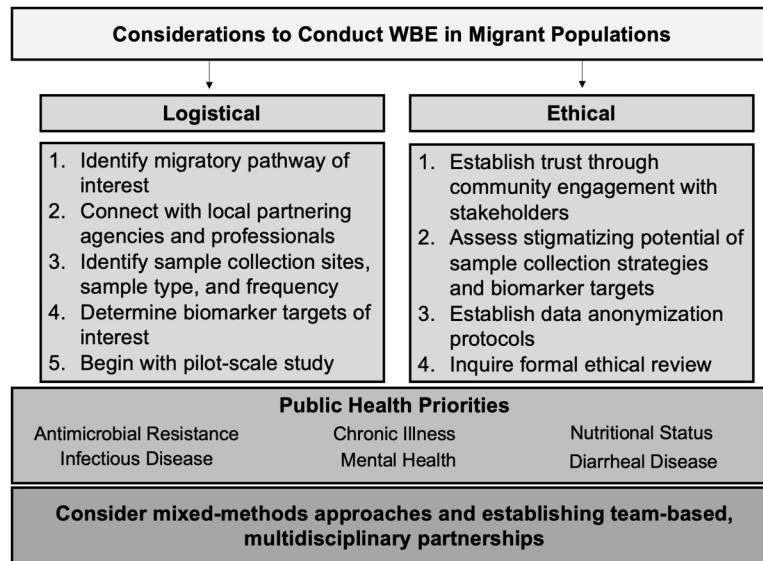 Considerations to Conduct WBE in Migrant Populations
Logistical
1. Identify migratory pathway of
interest
2. Connect with local partnering
agencies and professionals
3. Identify sample collection sites,
sample type, and frequency
4. Determine biomarker targets of
interest
5. Begin with pilot-scale study
Ethical
1. Establish trust through
community engagement with
stakeholders
2. Assess stigmatizing potential of
sample collection strategies
and biomarker targets
3. Establish data anonymization
protocols
4. Inquire formal ethical review
Public Health Priorities
Antimicrobial Resistance Chronic Illness Nutritional Status
Infectious Disease Mental Health Diarrheal Disease
Consider mixed-methods approaches and establishing team-based,
multidisciplinary partnerships